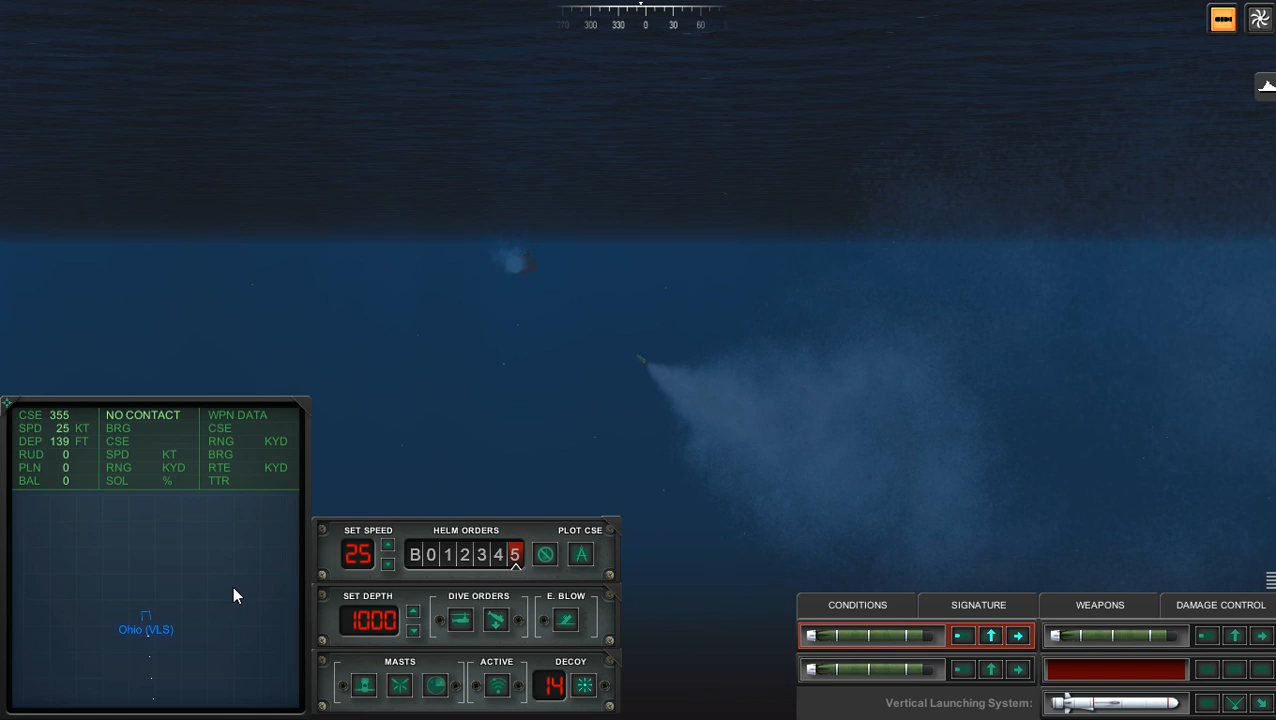 270 300 330 0 30 60
CSE 355 NO CONTACT WPN DATA
SPD 25 KT BRG CSE
DEP 139 FT CSE RNG KYD
RUD 0 SPD KT BRG
PLN 0 RNG KYD RTE KYD
BAL 0 SOL % TTR
Ohio (VLS)
SET SPEED HELM ORDERS PLOT CSE
25 B 0 1 2 3 4 5
SET DEPTH DIVE ORDERS E. BLOW
1000
MASTS ACTIVE DECOY
14
CONDITIONS SIGNATURE WEAPONS DAMAGE CONTROL
Vertical Launching System: